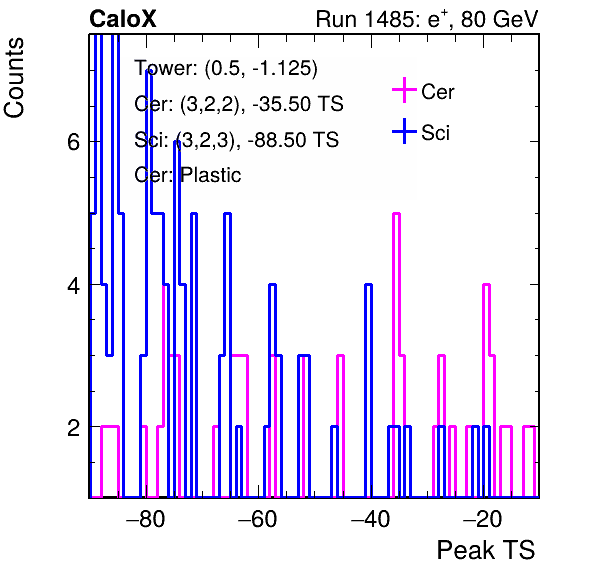 CaloX Run 1485: e⁺, 80 GeV
Counts
Tower: (0.5, -1.125)
Cer: (3,2,2), -35.50 TS
Sci: (3,2,3), -88.50 TS
Cer: Plastic
Cer
Sci
6
4
2
−80 −60 −40 −20
Peak TS